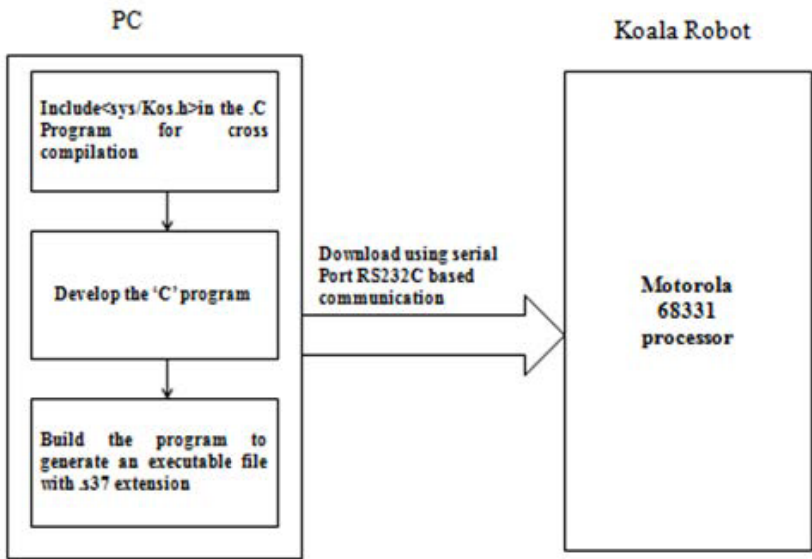 PC
Koala Robot
Include<sys/Kos.h>in the .C
Program for cross
compilation
Develop the ‘C’ program
Build the program to
generate an executable file
with .s37 extension
Download using serial
Port RS232C based
communication
Motorola
68331
processor